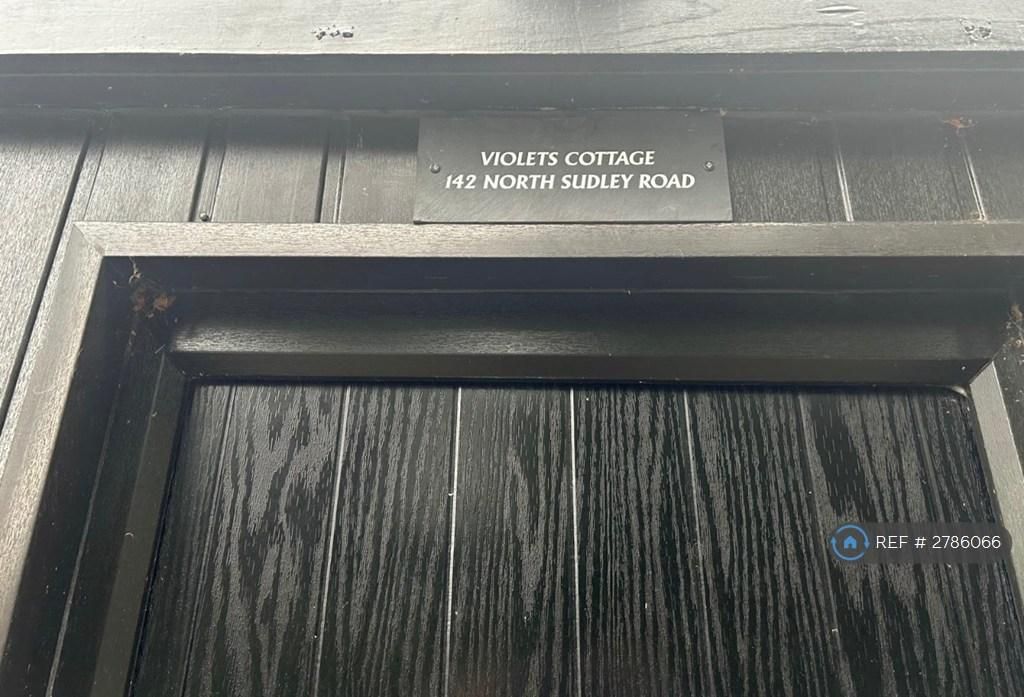 VIOLETS COTTAGE
142 NORTH SUDLEY ROAD
REF # 2786066